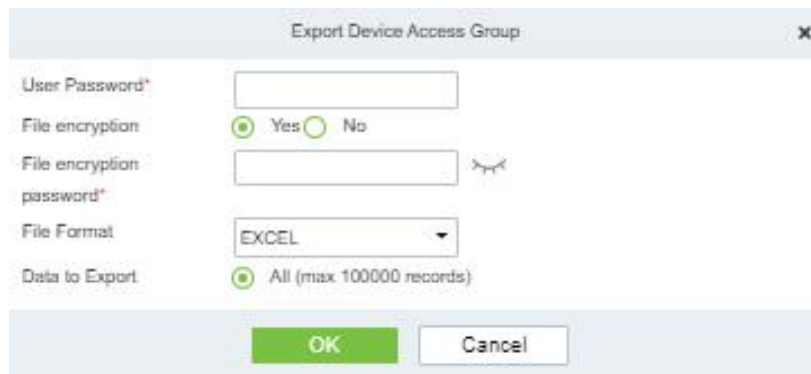 Export Device Access Group
User Password*
File encryption Yes No
File encryption
password*
File Format EXCEL
Data to Export All (max 100000 records)
OK Cancel